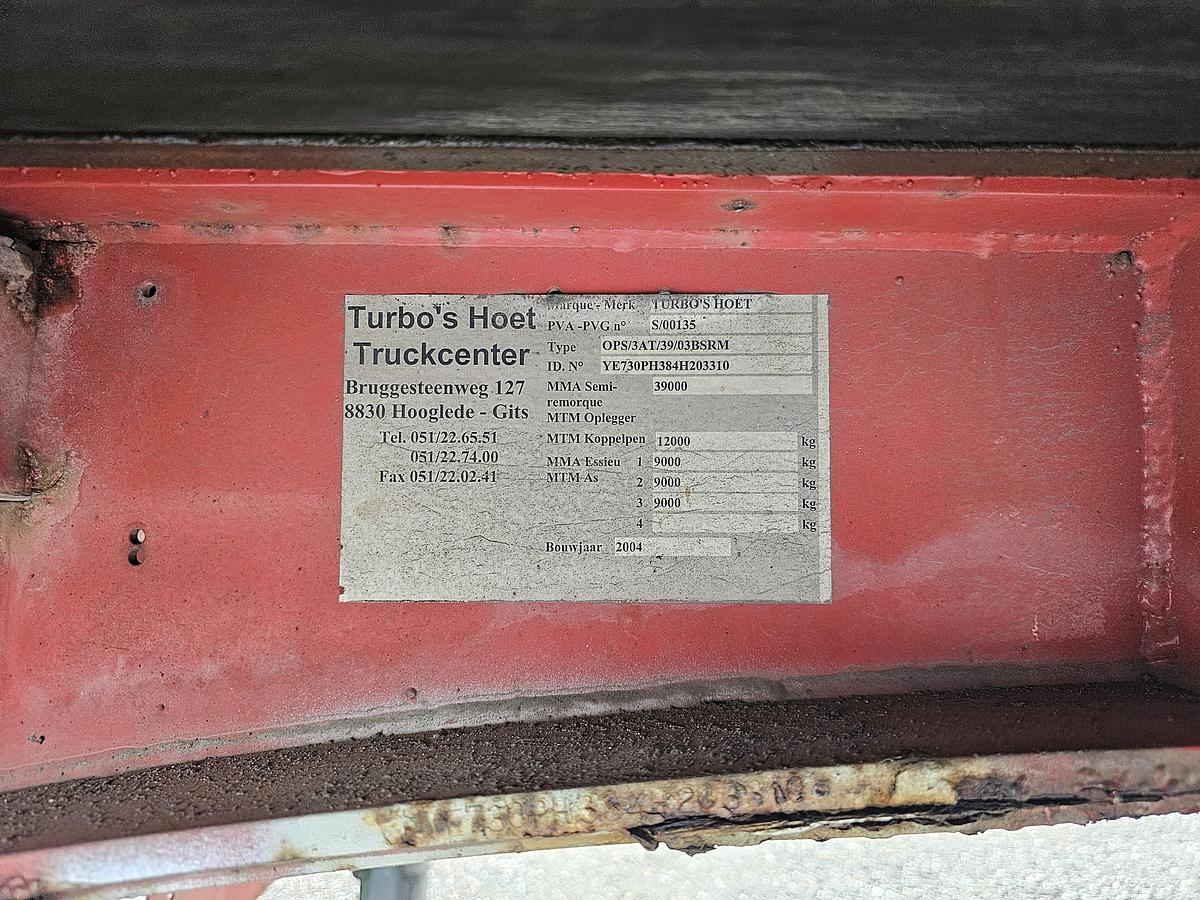 Turbo's Hoet
Truckcenter
Bruggesteenweg 127
8830 Hooglede - Gits
Tel. 051/22.65.51
051/22.74.00
Fax 051/22.02.41
Marque - Merk TURBO'S HOET
PVA -PVG n° S/00135
Type OPS/3AT/39/03BSRM
ID. N° YE730PH384H203310
MMA Semi- 39000
remorque
MTM Oplegger
MTM Koppelpen 12000 kg
MMA Essieu 1 9000 kg
MTM As 2 9000 kg
3 9000 kg
4 kg
Bouwjaar 2004